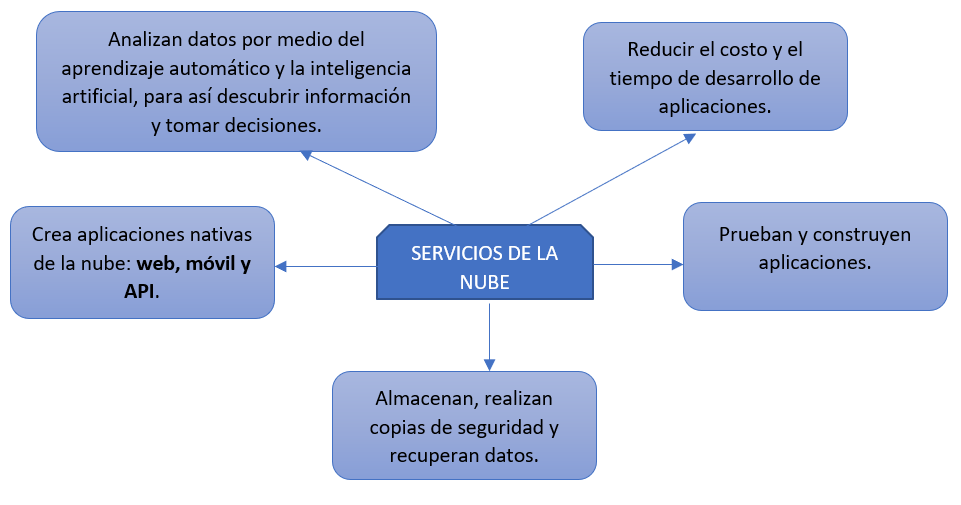 Analizan datos por medio del
aprendizaje automático y la inteligencia
artificial, para así descubrir información
y tomar decisiones.
Reducir el costo y el
tiempo de desarrollo de
aplicaciones.
Crea aplicaciones nativas
de la nube: web, móvil y
API.
SERVICIOS DE LA
NUBE
Prueban y construyen
aplicaciones.
Almacenan, realizan
copias de seguridad y
recuperan datos.